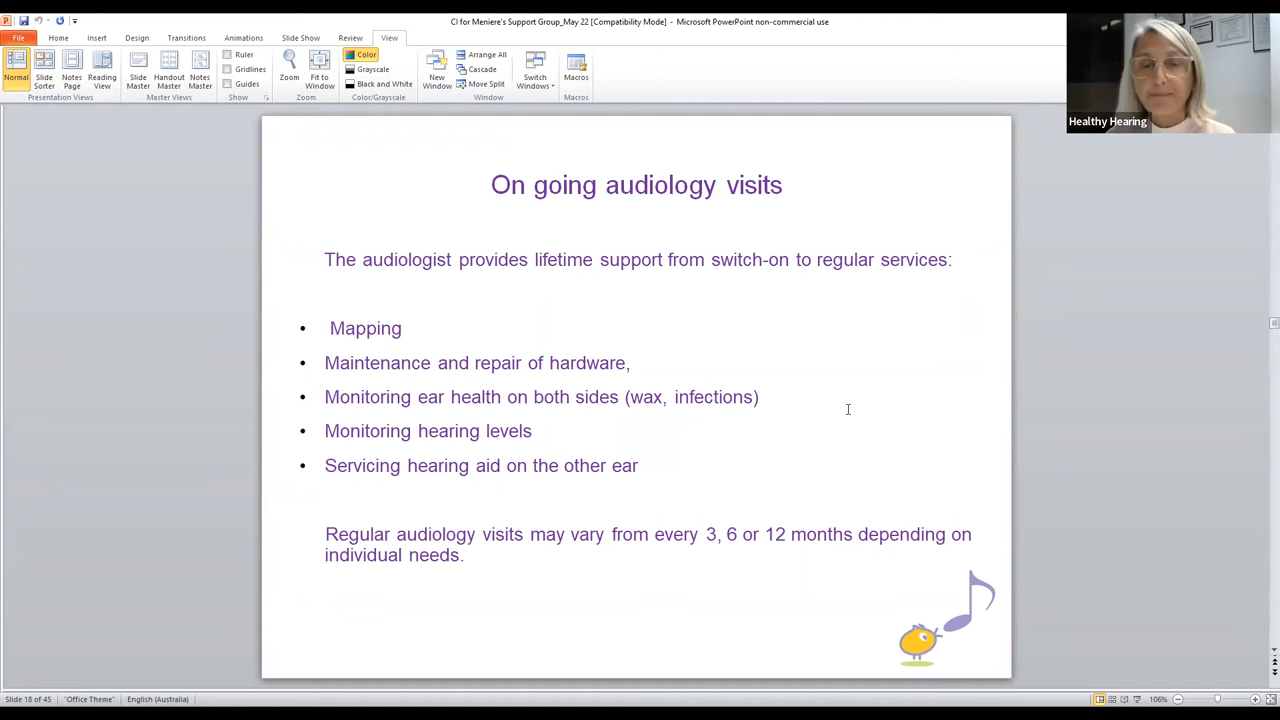 CI for Meniere's Support Group_May 22 [Compatibility Mode] - Microsoft PowerPoint non-commercial use
File Home Insert Design Transitions Animations Slide Show Review View
Normal
Slide Sorter
Notes Page
Reading View
Presentation Views
Slide Master
Handout Master
Notes Master
Master Views
Ruler
Gridlines
Guides
Show
Zoom
Fit to Window
Zoom
Color
Grayscale
Black and White
Color/Grayscale
New Window
Arrange All
Cascade
Move Split
Switch Windows
Window
Macros
Macros
Healthy Hearing
On going audiology visits
The audiologist provides lifetime support from switch-on to regular services:
• Mapping
• Maintenance and repair of hardware,
• Monitoring ear health on both sides (wax, infections)
• Monitoring hearing levels
• Servicing hearing aid on the other ear
Regular audiology visits may vary from every 3, 6 or 12 months depending on
individual needs.
Slide 18 of 45 "Office Theme" English (Australia) 106%